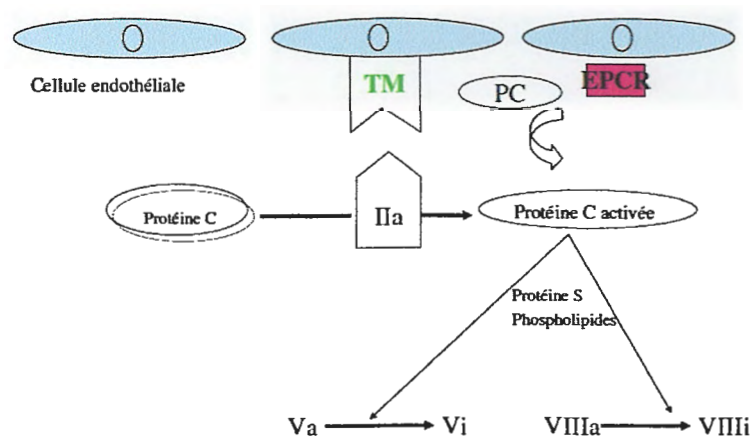 Cellule endothéliale
TM
PC
EPCR
Protéine C
IIa
Protéine C activée
Protéine S
Phospholipides
Va
Vi
VIIIa
VIIIi